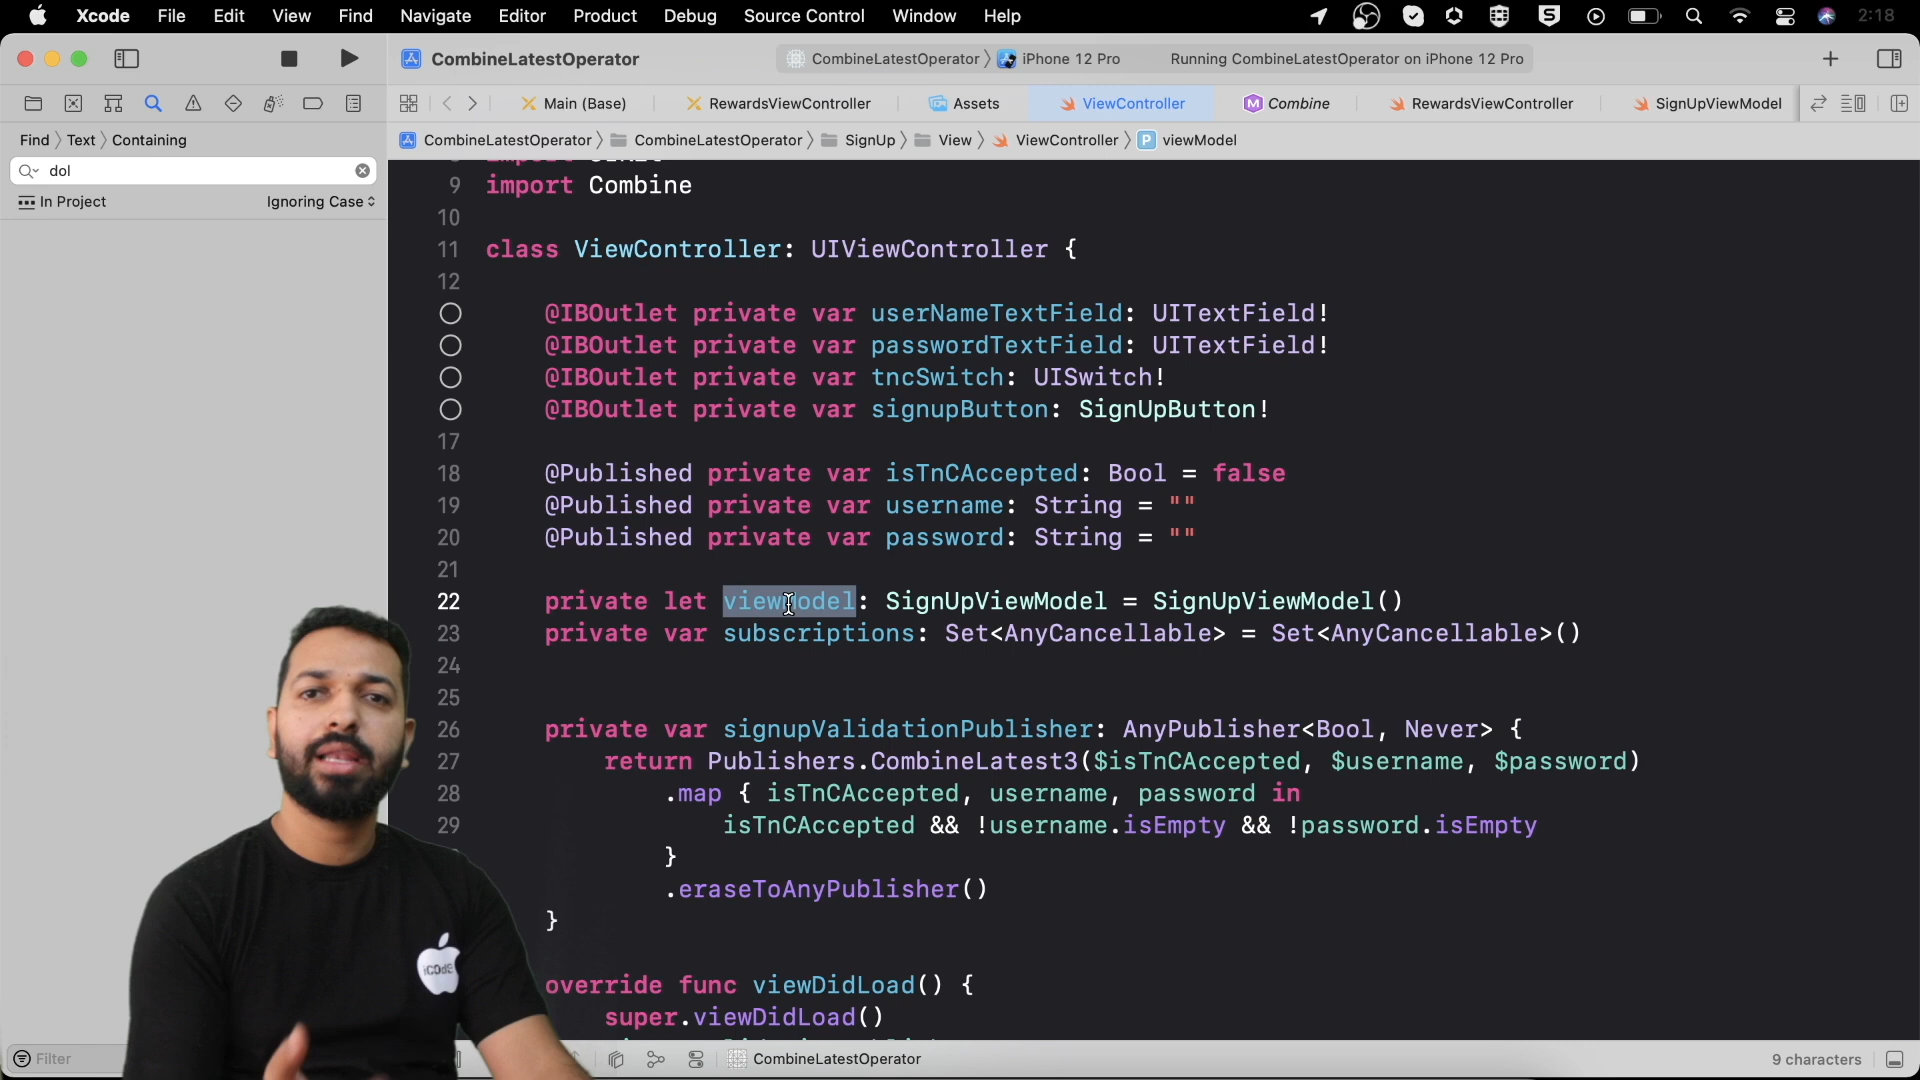 Xcode File Edit View Find Navigate Editor Product Debug Source Control Window Help 2:18
CombineLatestOperator CombineLatestOperator iPhone 12 Pro Running CombineLatestOperator on iPhone 12 Pro
Main (Base) RewardsViewController Assets ViewController Combine RewardsViewController SignUpViewModel
Find Text Containing
CombineLatestOperator CombineLatestOperator SignUp View ViewController P viewModel
dol
In Project Ignoring Case
9 import Combine
10
11 class ViewController: UIViewController {
12
@IBOutlet private var userNameTextField: UITextField!
@IBOutlet private var passwordTextField: UITextField!
@IBOutlet private var tncSwitch: UISwitch!
@IBOutlet private var signupButton: SignUpButton!
17
18 @Published private var isTnCAccepted: Bool = false
19 @Published private var username: String = ""
20 @Published private var password: String = ""
21
22 private let viewModel: SignUpViewModel = SignUpViewModel()
23 private var subscriptions: Set<AnyCancellable> = Set<AnyCancellable>()
24
25
26 private var signupValidationPublisher: AnyPublisher<Bool, Never> {
27 return Publishers.CombineLatest3($isTnCAccepted, $username, $password)
28 .map { isTnCAccepted, username, password in
29 isTnCAccepted && !username.isEmpty && !password.isEmpty
}
.eraseToAnyPublisher()
}
override func viewDidLoad() {
super.viewDidLoad()
iCode
Filter
CombineLatestOperator
9 characters